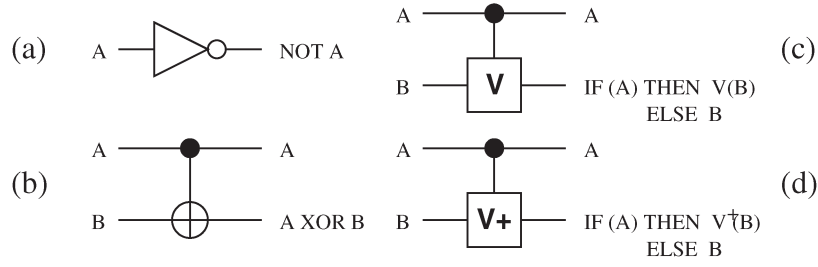 (a)
A
NOT A
(b)
A
A
B
A XOR B
A
A
(c)
B
V
IF (A) THEN V(B)
ELSE B
A
A
(d)
B
V+
IF (A) THEN V†(B)
ELSE B